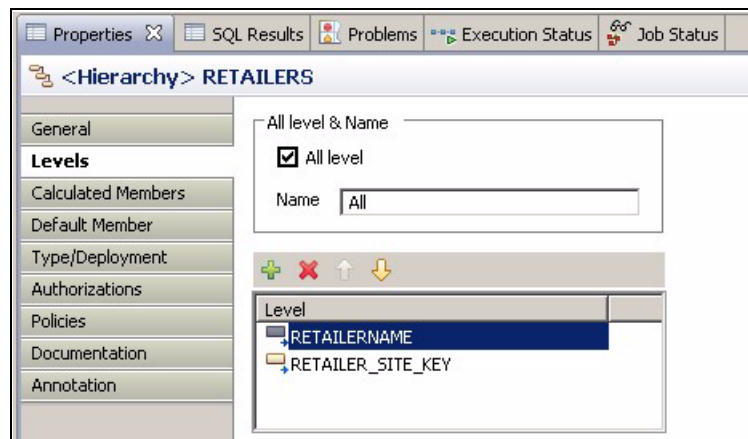 Properties SQL Results Problems Execution Status Job Status
<Hierarchy> RETAILERS
General
Levels
Calculated Members
Default Member
Type/Deployment
Authorizations
Policies
Documentation
Annotation
All level & Name
All level
Name All
Level
RETAILERNAME
RETAILER_SITE_KEY